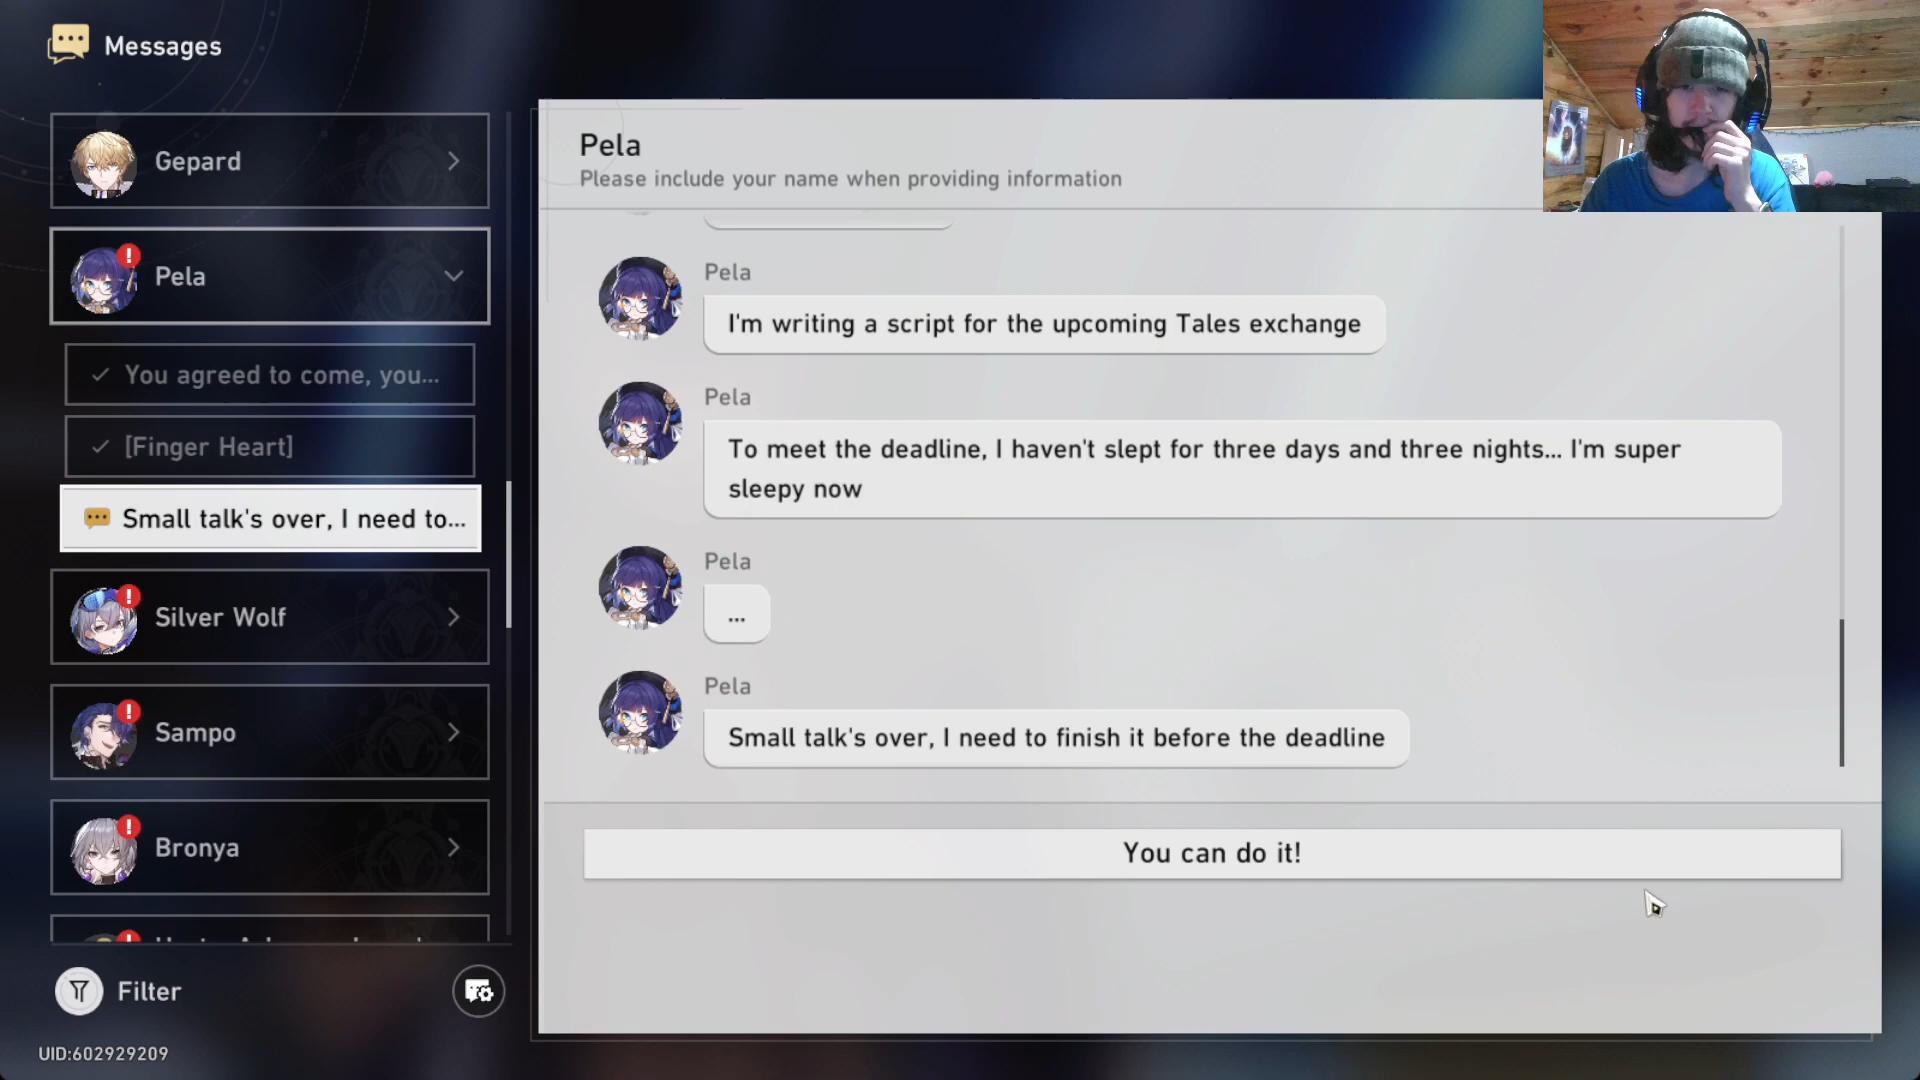 Messages
Gepard
Pela
You agreed to come, you...
[Finger Heart]
Small talk's over, I need to...
Silver Wolf
Sampo
Bronya
Filter
UID:602929209
Pela
Please include your name when providing information
Pela
I'm writing a script for the upcoming Tales exchange
Pela
To meet the deadline, I haven't slept for three days and three nights... I'm super
sleepy now
Pela
...
Pela
Small talk's over, I need to finish it before the deadline
You can do it!